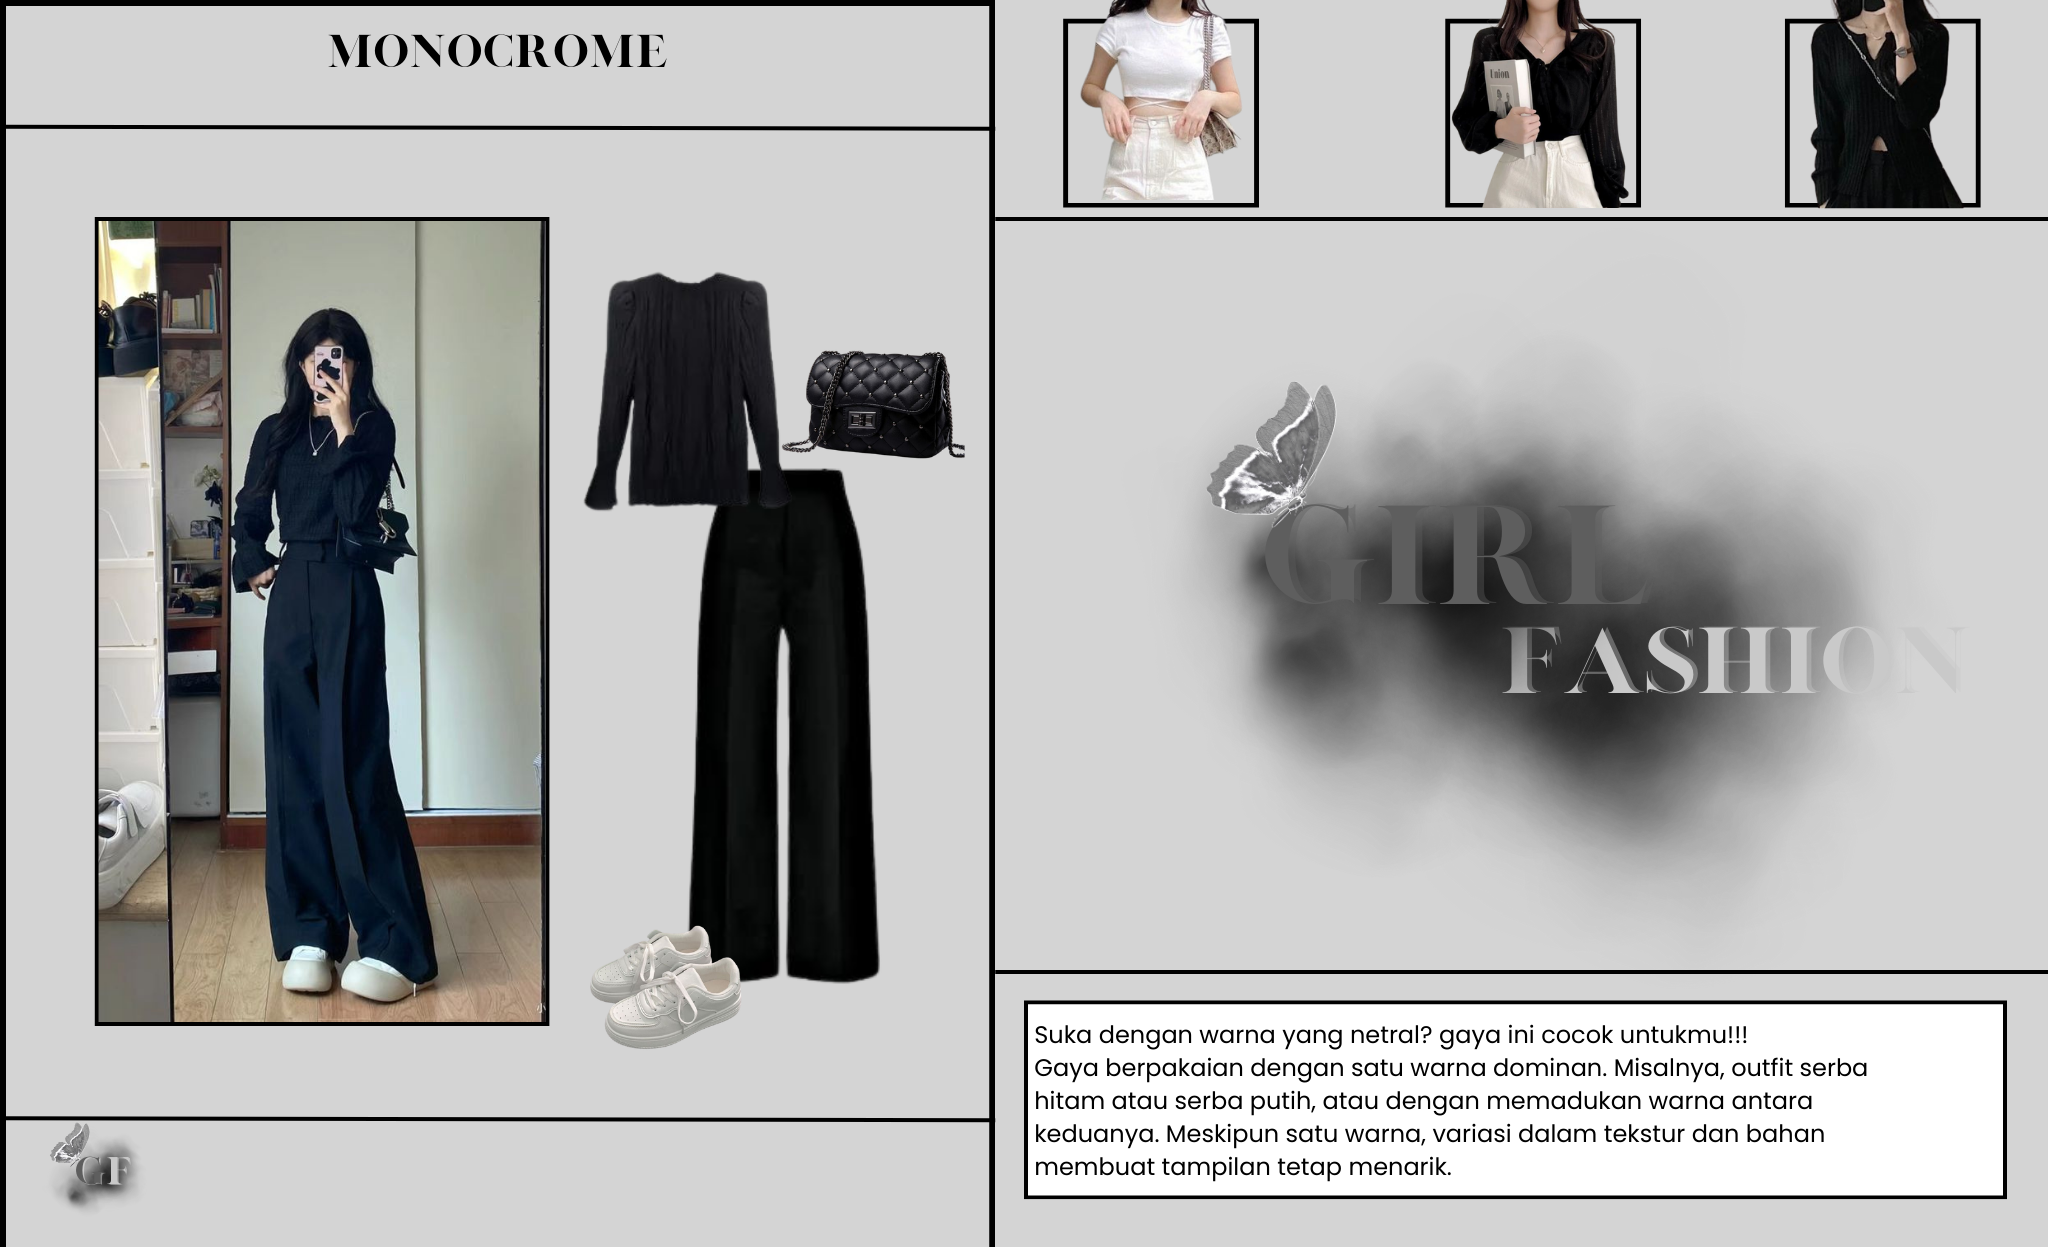 MONOCROME
Union
GIRL
FASHION
Suka dengan warna yang netral? gaya ini cocok untukmu!!!
Gaya berpakaian dengan satu warna dominan. Misalnya, outfit serba
hitam atau serba putih, atau dengan memadukan warna antara
keduanya. Meskipun satu warna, variasi dalam tekstur dan bahan
membuat tampilan tetap menarik.
GF